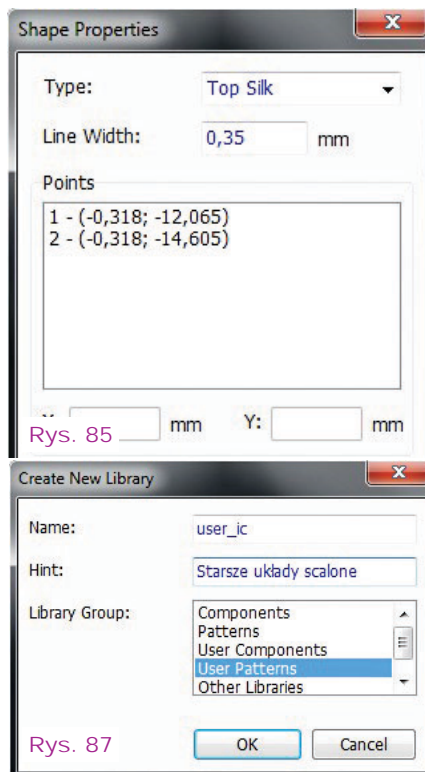 Shape Properties
Type: Top Silk
Line Width: 0,35 mm
Points
1 - (-0,318; -12,065)
2 - (-0,318; -14,605)
mm Y: mm
Rys. 85
Create New Library
Name: user_ic
Hint: Starsze układy scalone
Library Group: Components
Patterns
User Components
User Patterns
Other Libraries
Rys. 87 OK Cancel